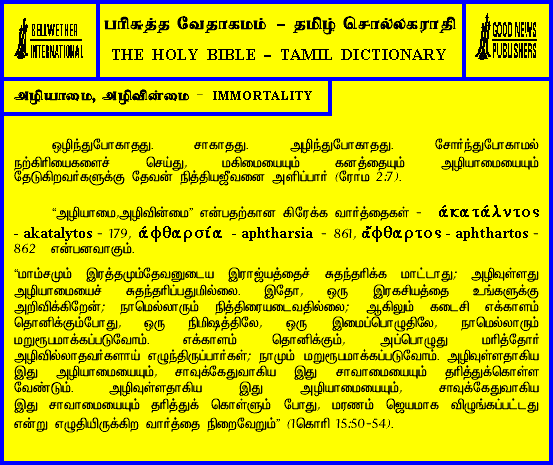 BELLWETHER
INTERNATIONAL
பரிசுத்த வேதாகமம் – தமிழ் சொல்லகராதி
THE HOLY BIBLE – TAMIL DICTIONARY
GOOD NEWS
PUBLISHERS
அழியாமை, அழிவின்மை – IMMORTALITY
ஒழிந்துபோகாதது. சாகாதது. அழிந்துபோகாதது. சோர்ந்துபோகாமல்
நற்கிரியைகளைச் செய்து, மகிமையையும் கனத்தையும் அழியாமையையும்
தேடுகிறவர்களுக்கு தேவன் நித்தியஜீவனை அளிப்பார் (ரோம 2:7).
“அழியாமை,அழிவின்மை” என்பதற்கான கிரேக்க வார்த்தைகள் - ἀκατάλντος
- akatalytos - 179, ἀφθαρσία - aphtharsia - 861, ἄφθαρτος - aphthartos -
862 என்பனவாகும்.
“மாம்சமும் இரத்தமும்தேவனுடைய இராஜ்யத்தைச் சுதந்தரிக்க மாட்டாது; அழிவுள்ளது
அழியாமையைச் சுதந்தரிப்பதுமில்லை. இதோ, ஒரு இரகசியத்தை உங்களுக்கு
அறிவிக்கிறேன்; நாமெல்லாரும் நித்திரையடைவதில்லை; ஆகிலும் கடைசி எக்காளம்
தொனிக்கும்போது, ஒரு நிமிஷத்திலே, ஒரு இமைப்பொழுதிலே, நாமெல்லாரும்
மறுரூபமாக்கப்படுவோம். எக்காளம் தொனிக்கும், அப்பொழுது மரித்தோர்
அழிவில்லாதவர்களாய் எழுந்திருப்பார்கள்; நாமும் மறுரூபமாக்கப்படுவோம். அழிவுள்ளதாகிய
இது அழியாமையையும், சாவுக்கேதுவாகிய இது சாவாமையையும் தரித்துக்கொள்ள
வேண்டும். அழிவுள்ளதாகிய இது அழியாமையையும், சாவுக்கேதுவாகிய
இது சாவாமையையும் தரித்துக் கொள்ளும் போது, மரணம் ஜெயமாக விழுங்கப்பட்டது
என்று எழுதியிருக்கிற வார்த்தை நிறைவேறும்” (1கொரி 15:50-54).